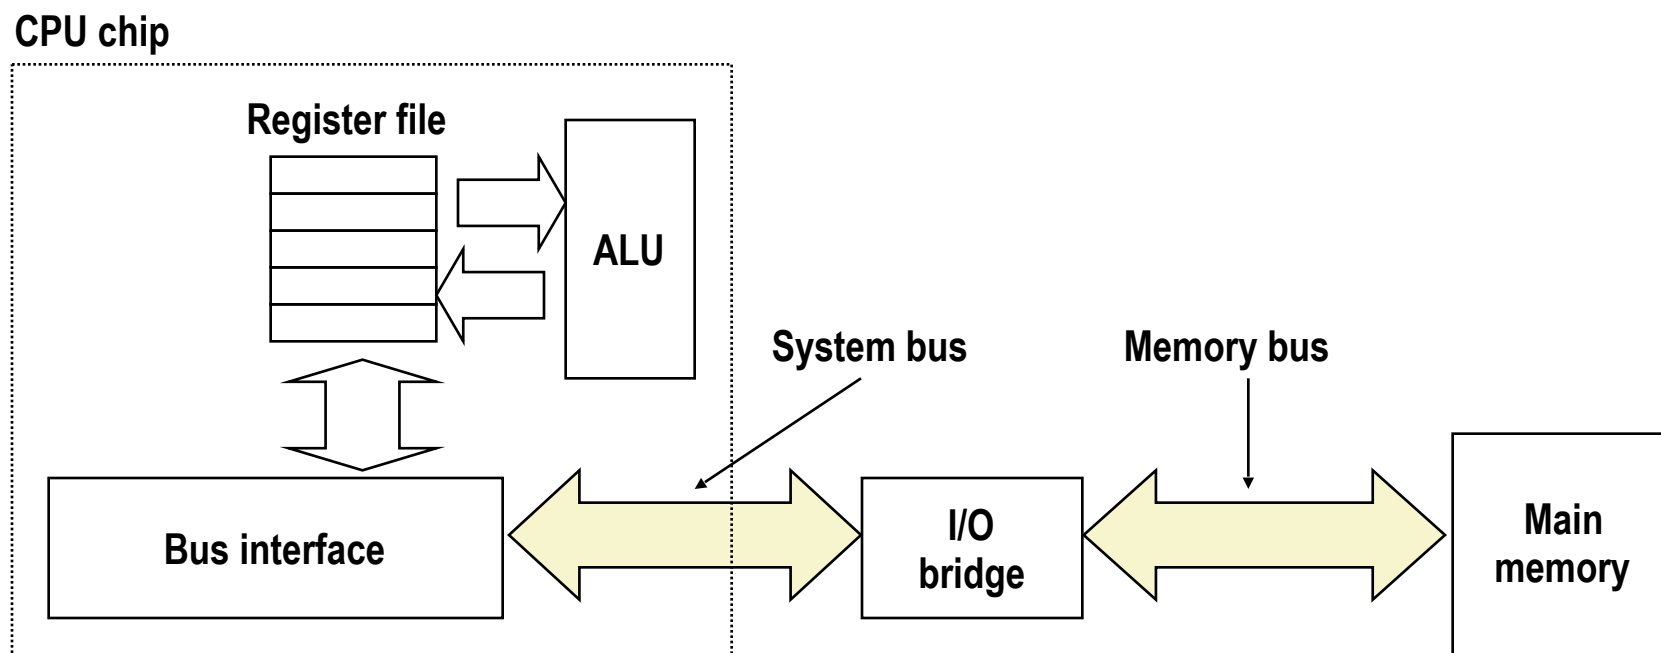 CPU chip
Register file
ALU
System bus
Memory bus
Bus interface
I/O
bridge
Main
memory